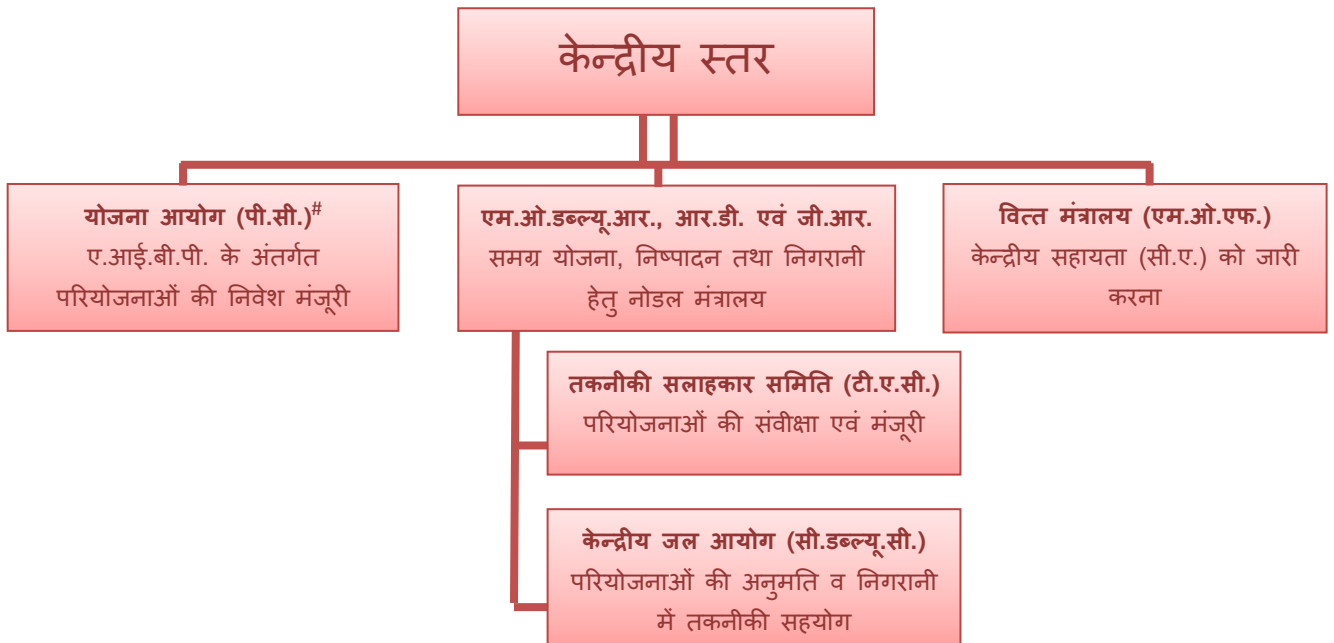 केन्द्रीय स्तर
योजना आयोग (पी.सी.)#
ए.आई.बी.पी. के अंतर्गत
परियोजनाओं की निवेश मंजूरी
एम.ओ.डब्ल्यू.आर., आर.डी. एवं जी.आर.
समग्र योजना, निष्पादन तथा निगरानी
हेतु नोडल मंत्रालय
वित्त मंत्रालय (एम.ओ.एफ.)
केन्द्रीय सहायता (सी.ए.) को जारी
करना
तकनीकी सलाहकार समिति (टी.ए.सी.)
परियोजनाओं की संवीक्षा एवं मंजूरी
केन्द्रीय जल आयोग (सी.डब्ल्यू.सी.)
परियोजनाओं की अनुमति व निगरानी
में तकनीकी सहयोग